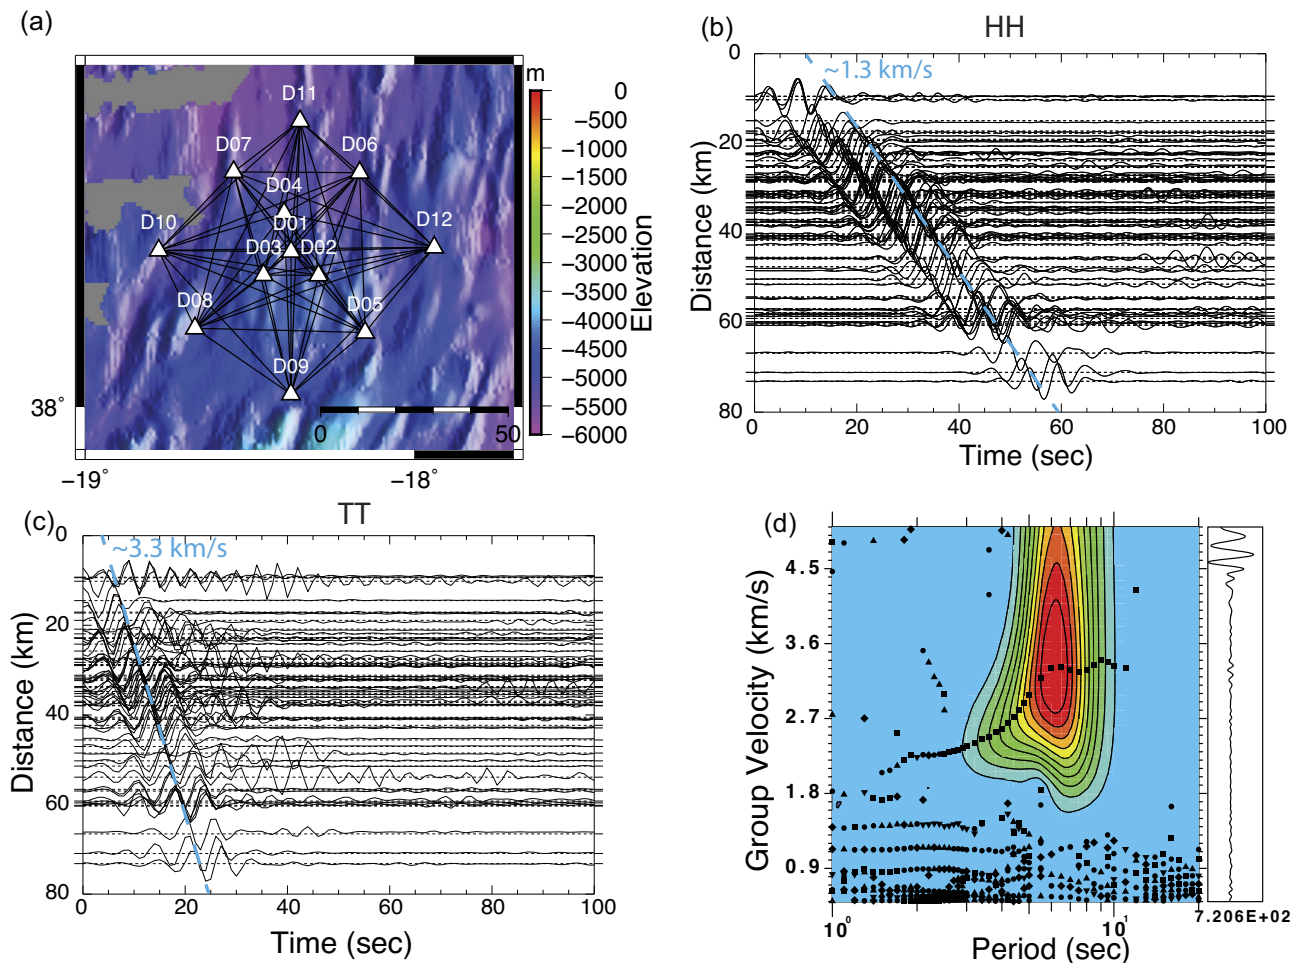 (a)
m
0
−500
−1000
−1500
−2000
−2500
−3000
−3500
−4000
−4500
−5000
−5500
−6000
Elevation
D11
D07
D06
D04
D10
D01
D12
D03
D02
D08
D05
D09
0
50
38°
−19°
−18°
(b)
HH
~1.3 km/s
0
20
40
60
80
Distance (km)
0
20
40
60
80
100
Time (sec)
(c)
TT
~3.3 km/s
0
20
40
60
80
Distance (km)
0
20
40
60
80
100
Time (sec)
(d)
4.5
3.6
2.7
1.8
0.9
Group Velocity (km/s)
10⁰
10¹
Period (sec)
7.206E+02